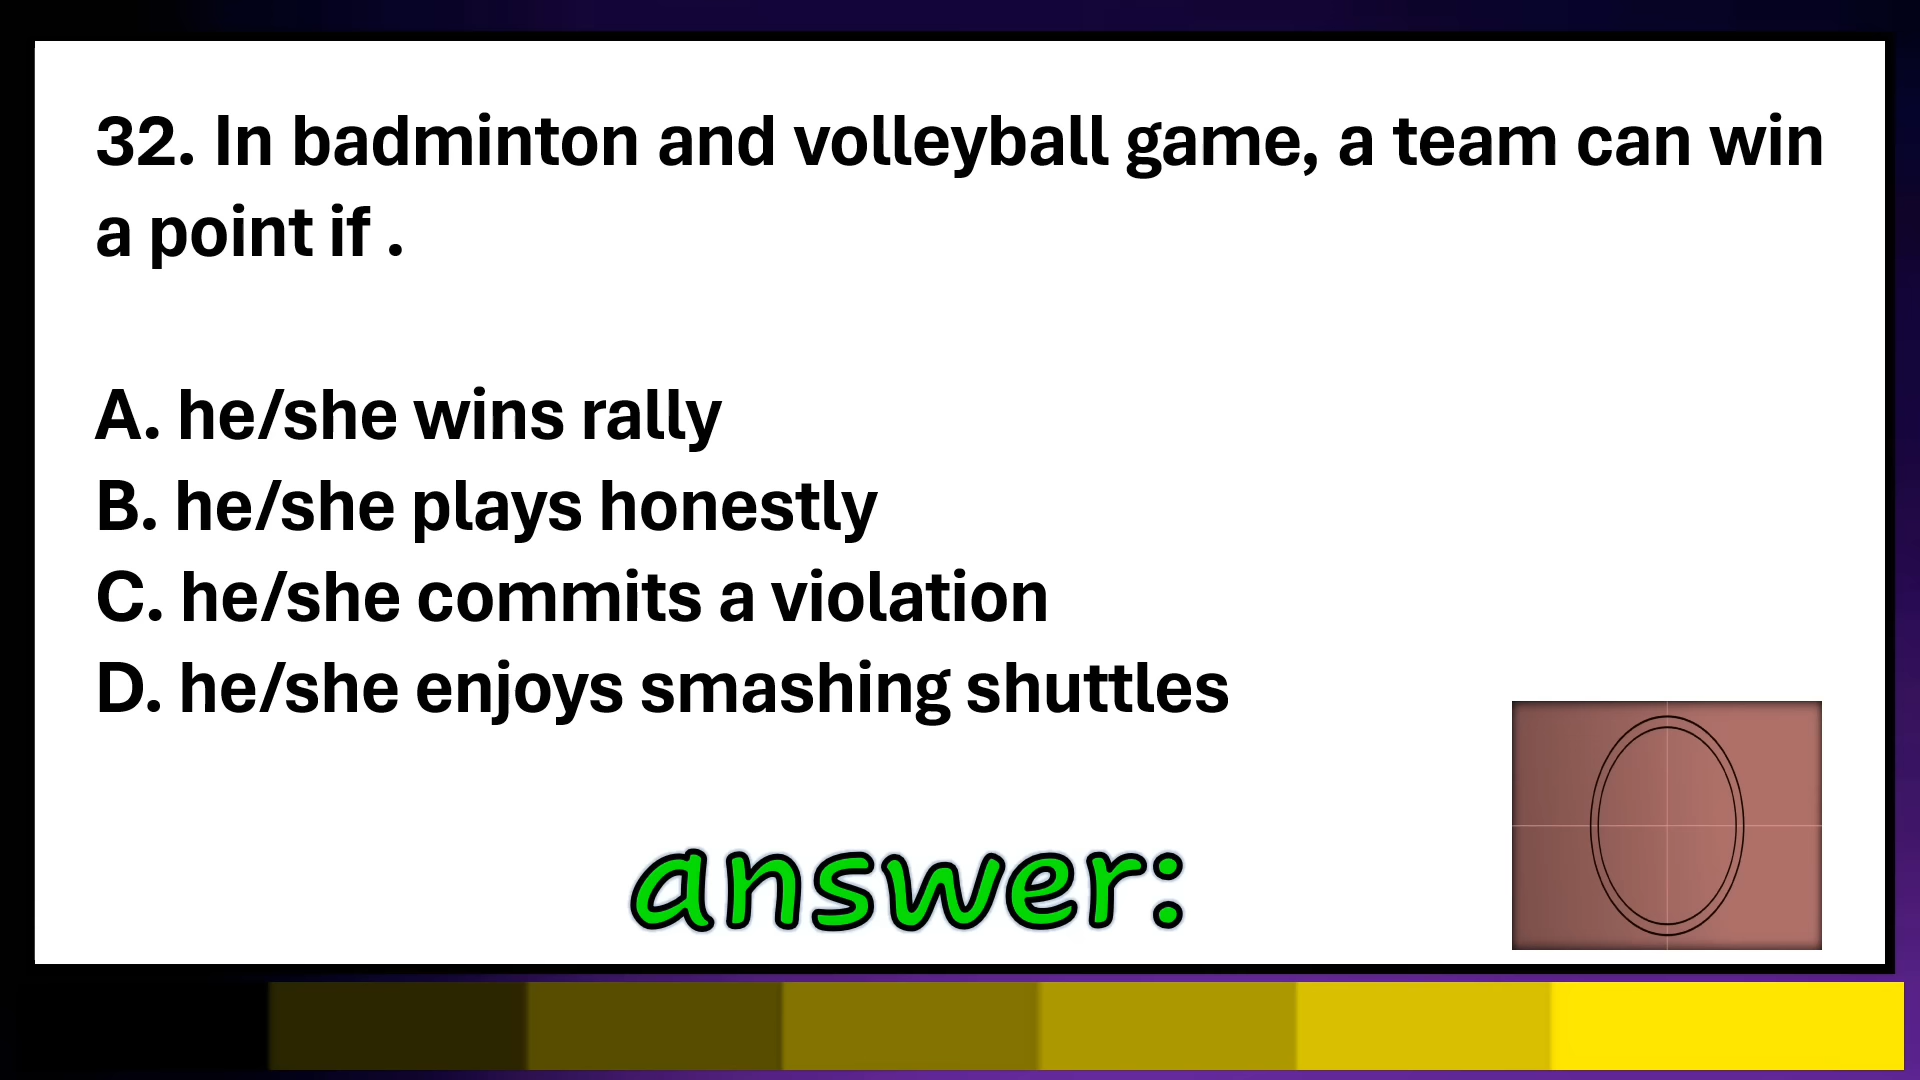 32. In badminton and volleyball game, a team can win
a point if .
A. he/she wins rally
B. he/she plays honestly
C. he/she commits a violation
D. he/she enjoys smashing shuttles
answer: